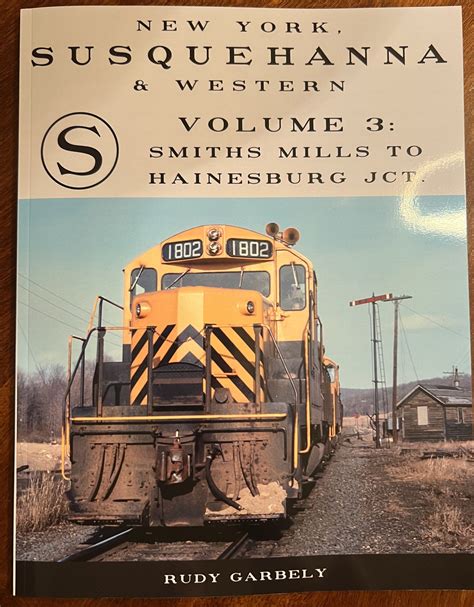 NEW YORK,
SUSQUEHANNA
& WESTERN
S
VOLUME 3:
SMITHS MILLS TO
HAINESBURG JCT.
1802 1802
RUDY GARBELY